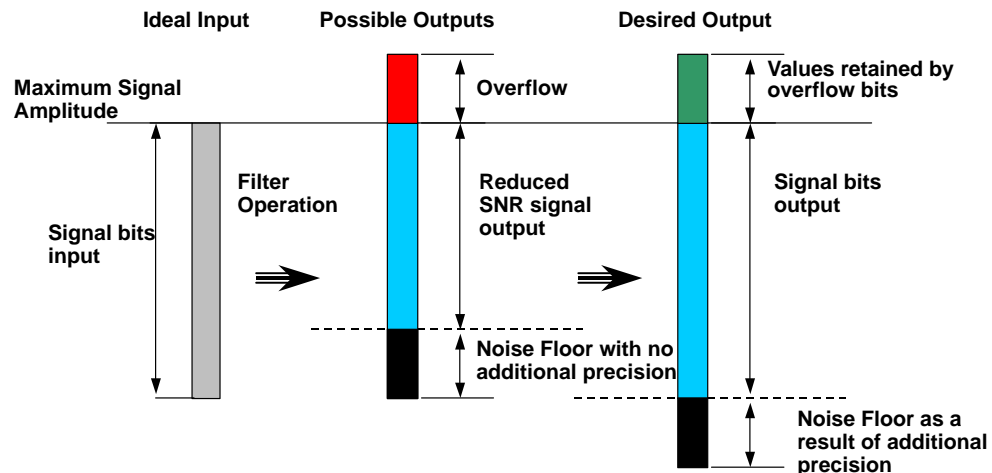 Ideal Input
Possible Outputs
Desired Output
Maximum Signal
Amplitude
Overflow
Values retained by
overflow bits
Filter
Operation
Signal bits
input
Reduced
SNR signal
output
Signal bits
output
Noise Floor with no
additional precision
Noise Floor as a
result of additional
precision